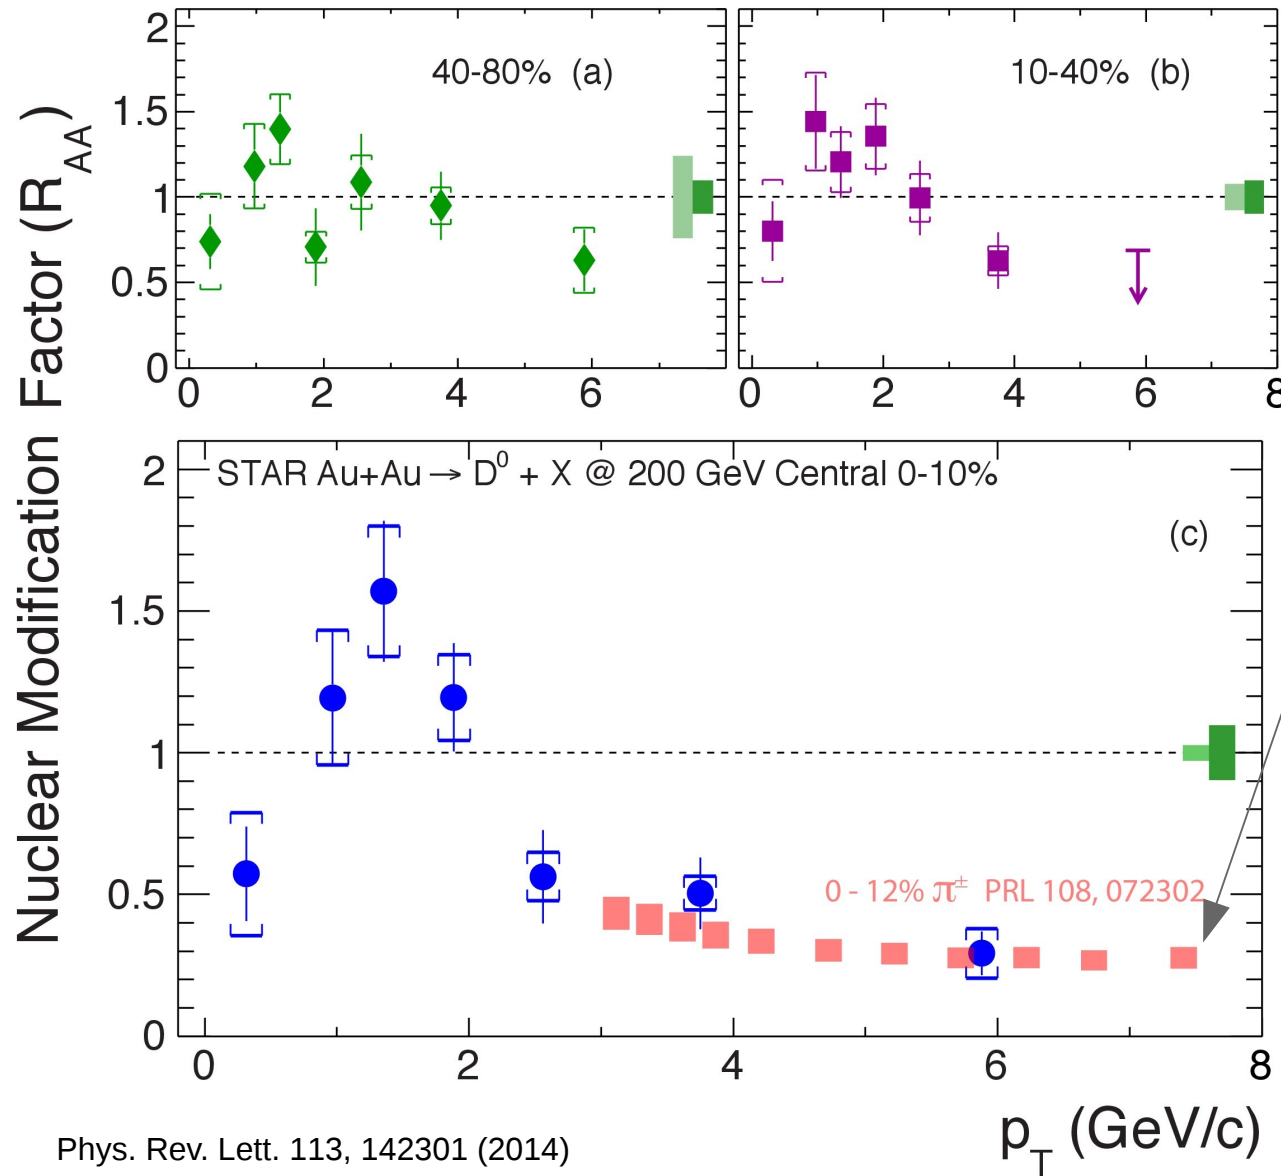 Nuclear Modification Factor (R_AA)
40-80% (a)
10-40% (b)
2
1.5
1
0.5
0
0 2 4 6
0 2 4 6 8
STAR Au+Au → D⁰ + X @ 200 GeV Central 0-10%
(c)
0 - 12% π± PRL 108, 072302
2
1.5
1
0.5
0
0 2 4 6 8
p_T (GeV/c)
Phys. Rev. Lett. 113, 142301 (2014)